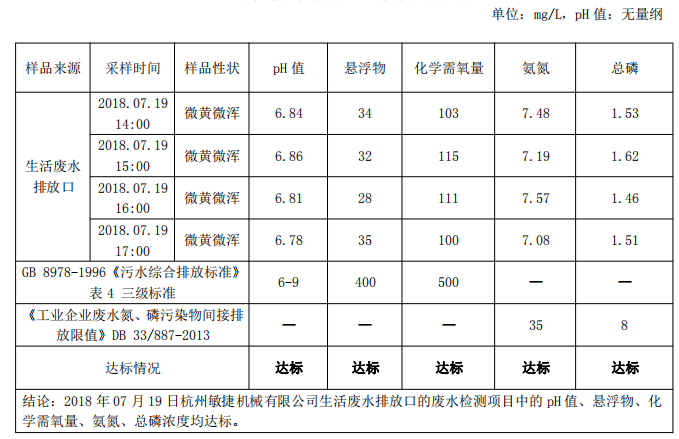 单位：mg/L，pH 值：无量纲
样品来源 采样时间 样品性状 pH 值 悬浮物 化学需氧量 氨氮 总磷
生活废水
排放口
2018.07.19
14:00
微黄微浑 6.84 34 103 7.48 1.53
2018.07.19
15:00
微黄微浑 6.86 32 115 7.19 1.62
2018.07.19
16:00
微黄微浑 6.81 28 111 7.57 1.46
2018.07.19
17:00
微黄微浑 6.78 35 100 7.08 1.51
GB 8978-1996《污水综合排放标准》
表 4 三级标准
6-9 400 500 — —
《工业企业废水氮、磷污染物间接排
放限值》DB 33/887-2013
— — — 35 8
达标情况 达标 达标 达标 达标 达标
结论：2018 年 07 月 19 日杭州敏捷机械有限公司生活废水排放口的废水检测项目中的 pH 值、悬浮物、化
学需氧量、氨氮、总磷浓度均达标。